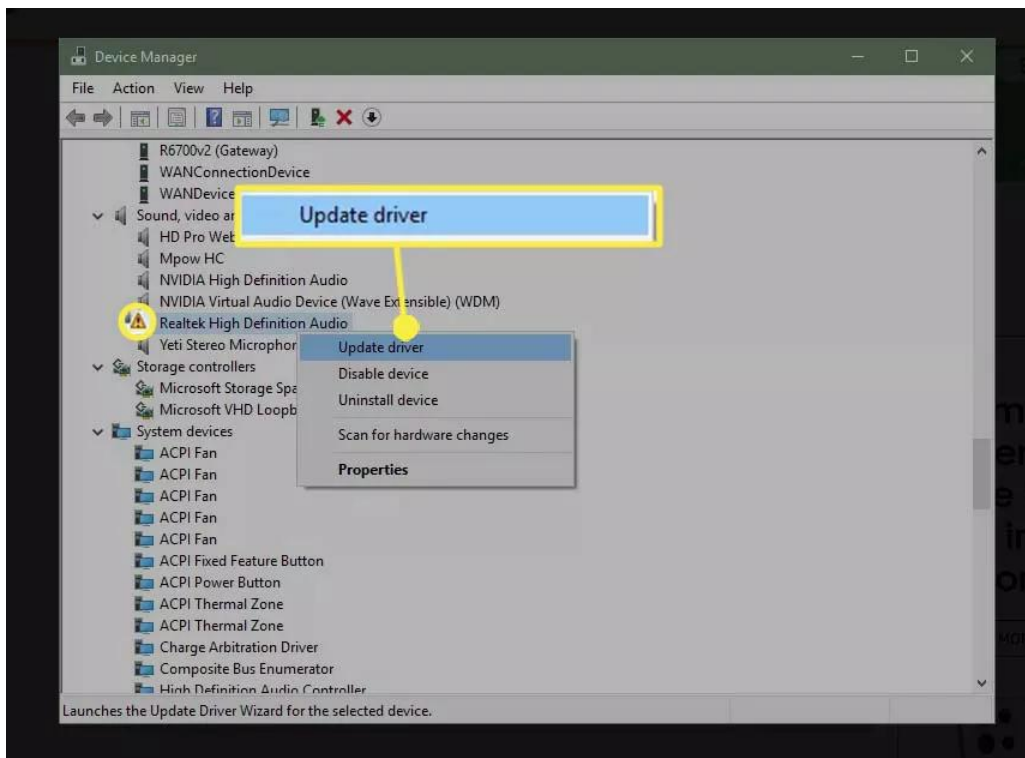 Device Manager
File Action View Help
R6700v2 (Gateway)
WANConnectionDevice
WANDevice
Sound, video
Update driver
HD Pro
Mpow HC
NVIDIA High Definition Audio
NVIDIA Virtual Audio Device (Wave Extensible) (WDM)
Realtek High Definition Audio
Yeti Stereo
Update driver
Storage controllers
Disable device
Microsoft Storage
Microsoft VHD
Uninstall device
System devices
Scan for hardware changes
ACPI Fan
ACPI Fan
Properties
ACPI Fan
ACPI Fan
ACPI Fan
ACPI Fixed Feature Button
ACPI Power Button
ACPI Thermal Zone
ACPI Thermal Zone
Charge Arbitration Driver
Composite Bus Enumerator
High Definition Audio Controller
Launches the Update Driver Wizard for the selected device.